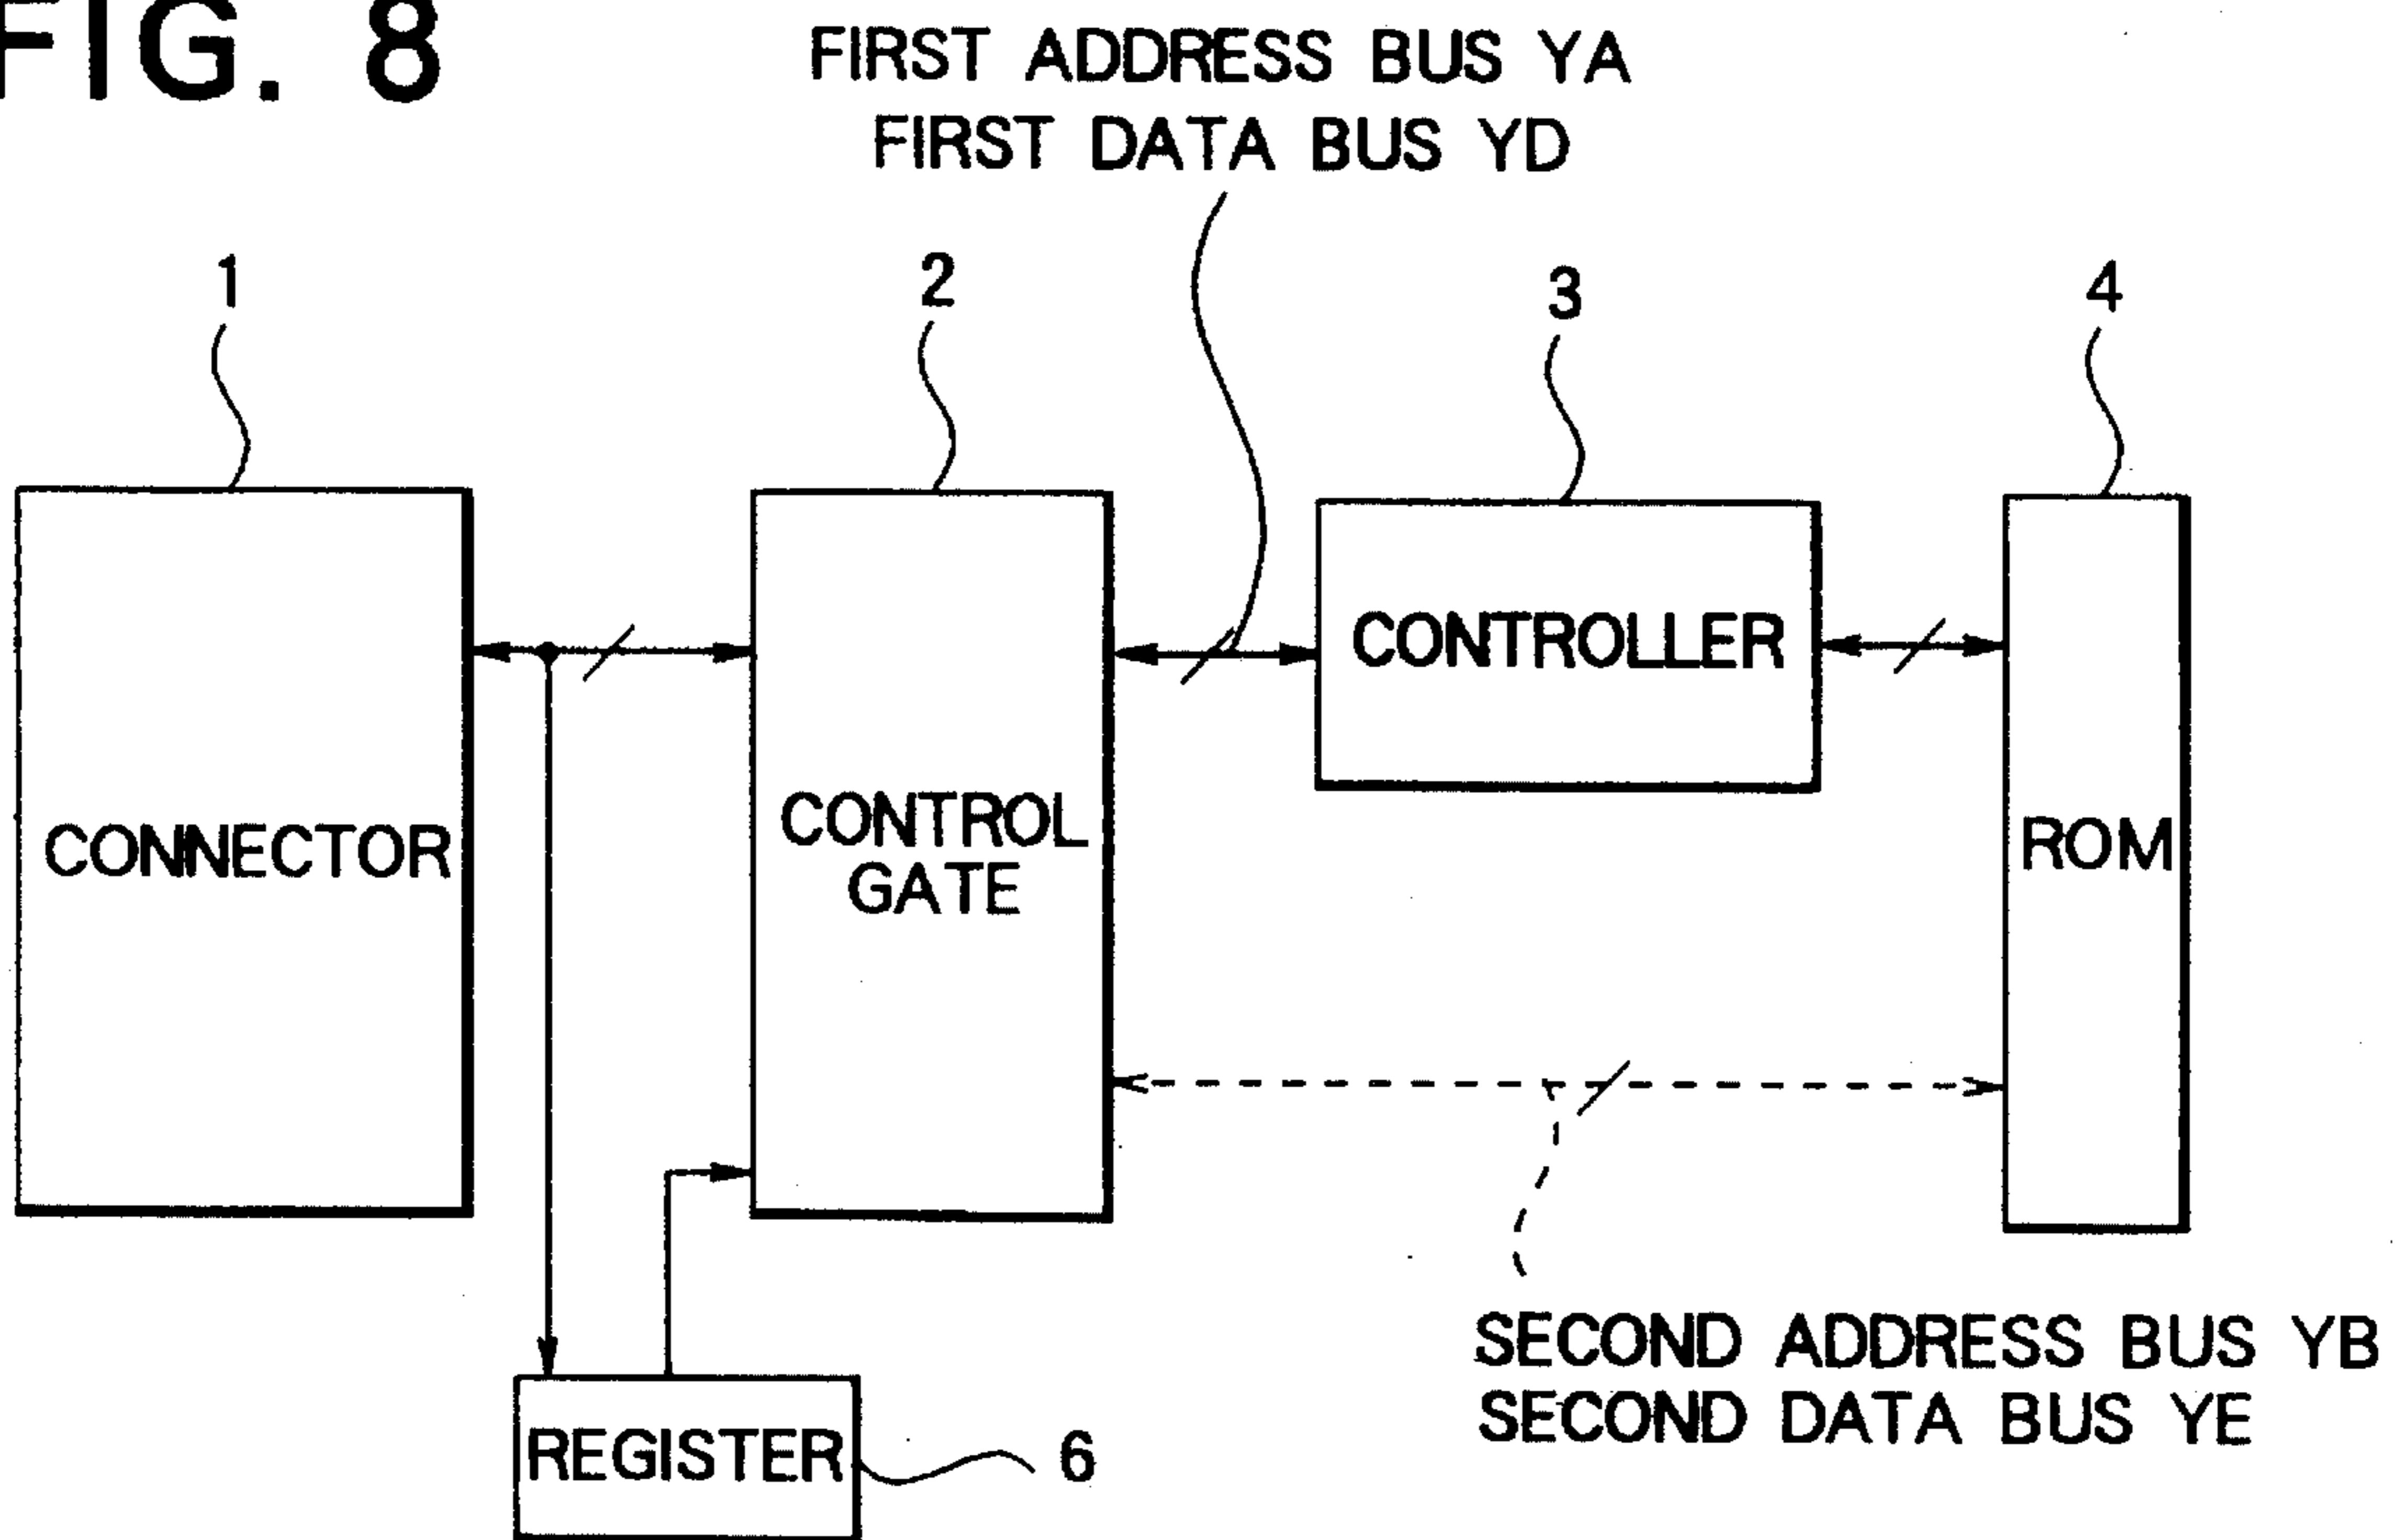 FIG. 8
FIRST ADDRESS BUS YA
FIRST DATA BUS YD
1
2
3
4
CONNECTOR
CONTROL
GATE
CONTROLLER
ROM
SECOND ADDRESS BUS YB
SECOND DATA BUS YE
REGISTER
6